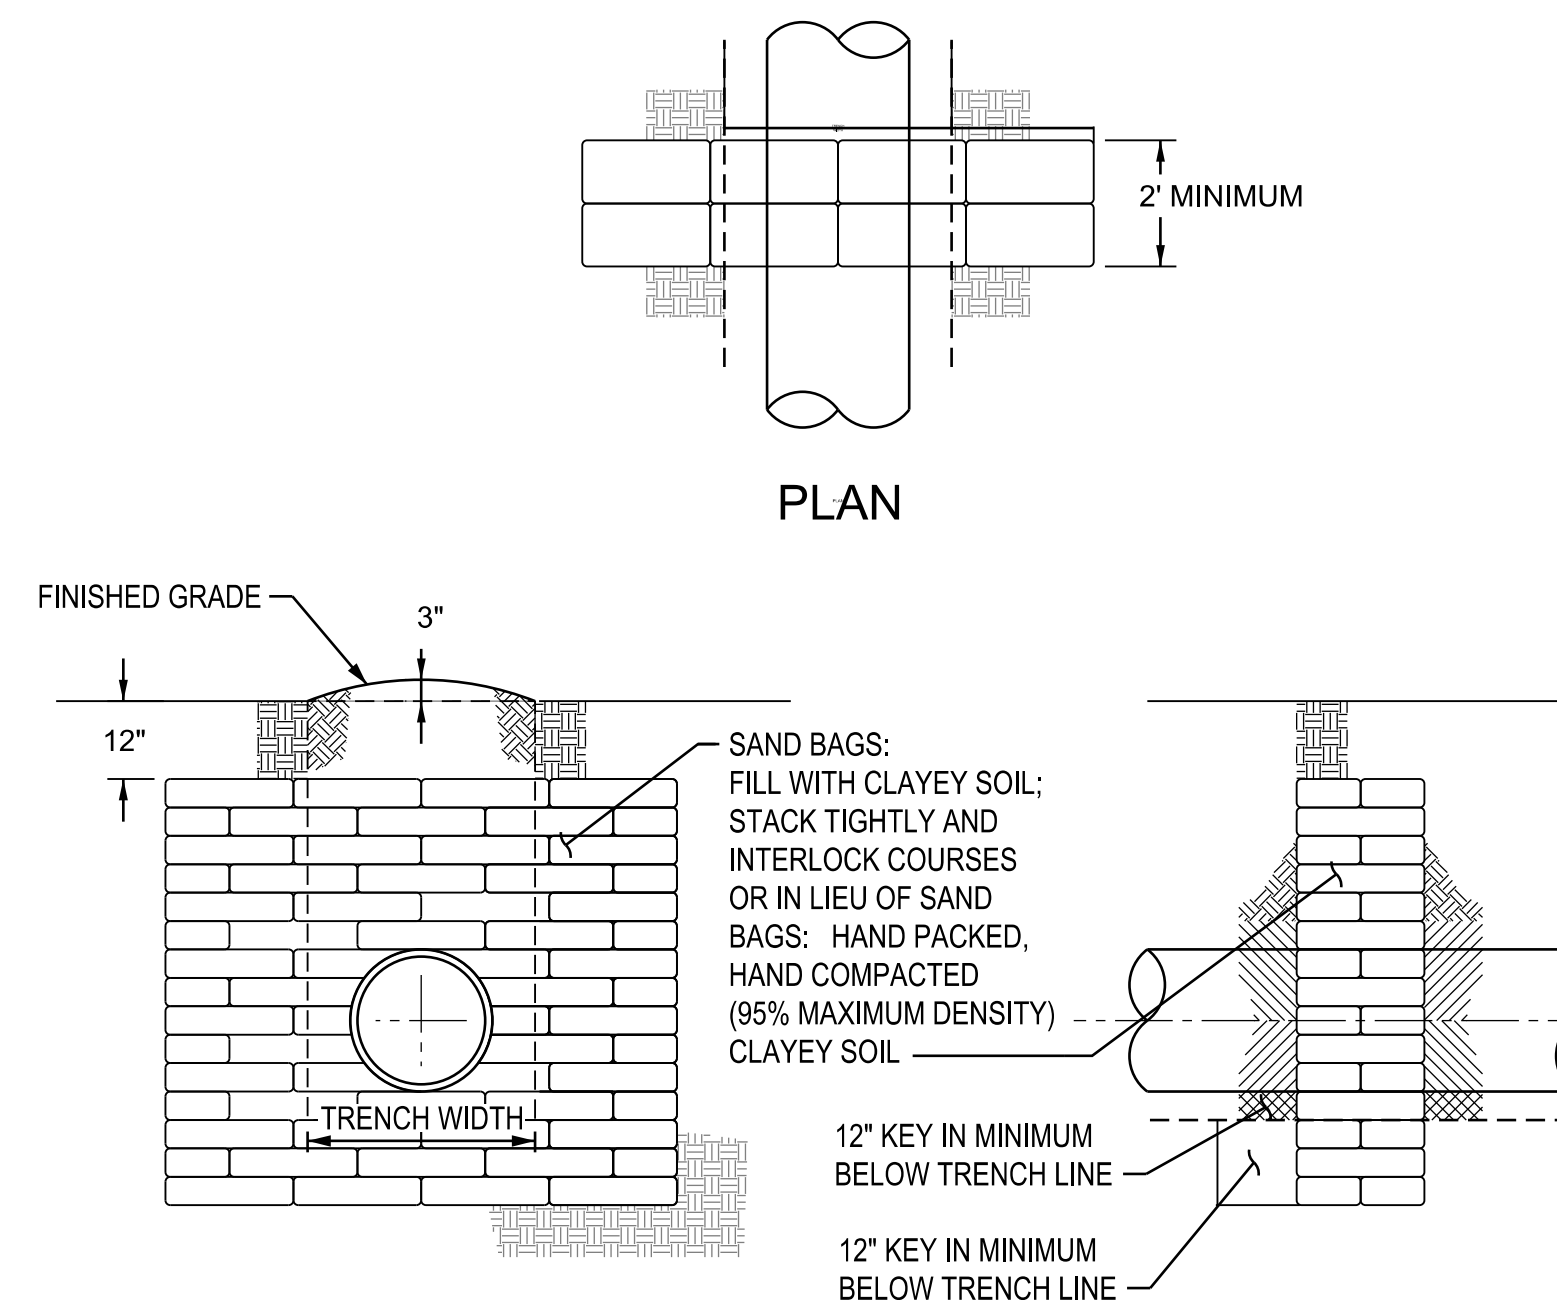 2' MINIMUM
PLAN
FINISHED GRADE
3"
12"
SAND BAGS:
FILL WITH CLAYEY SOIL;
STACK TIGHTLY AND
INTERLOCK COURSES
OR IN LIEU OF SAND
BAGS: HAND PACKED,
HAND COMPACTED
(95% MAXIMUM DENSITY)
CLAYEY SOIL
TRENCH WIDTH
12" KEY IN MINIMUM
BELOW TRENCH LINE
12" KEY IN MINIMUM
BELOW TRENCH LINE